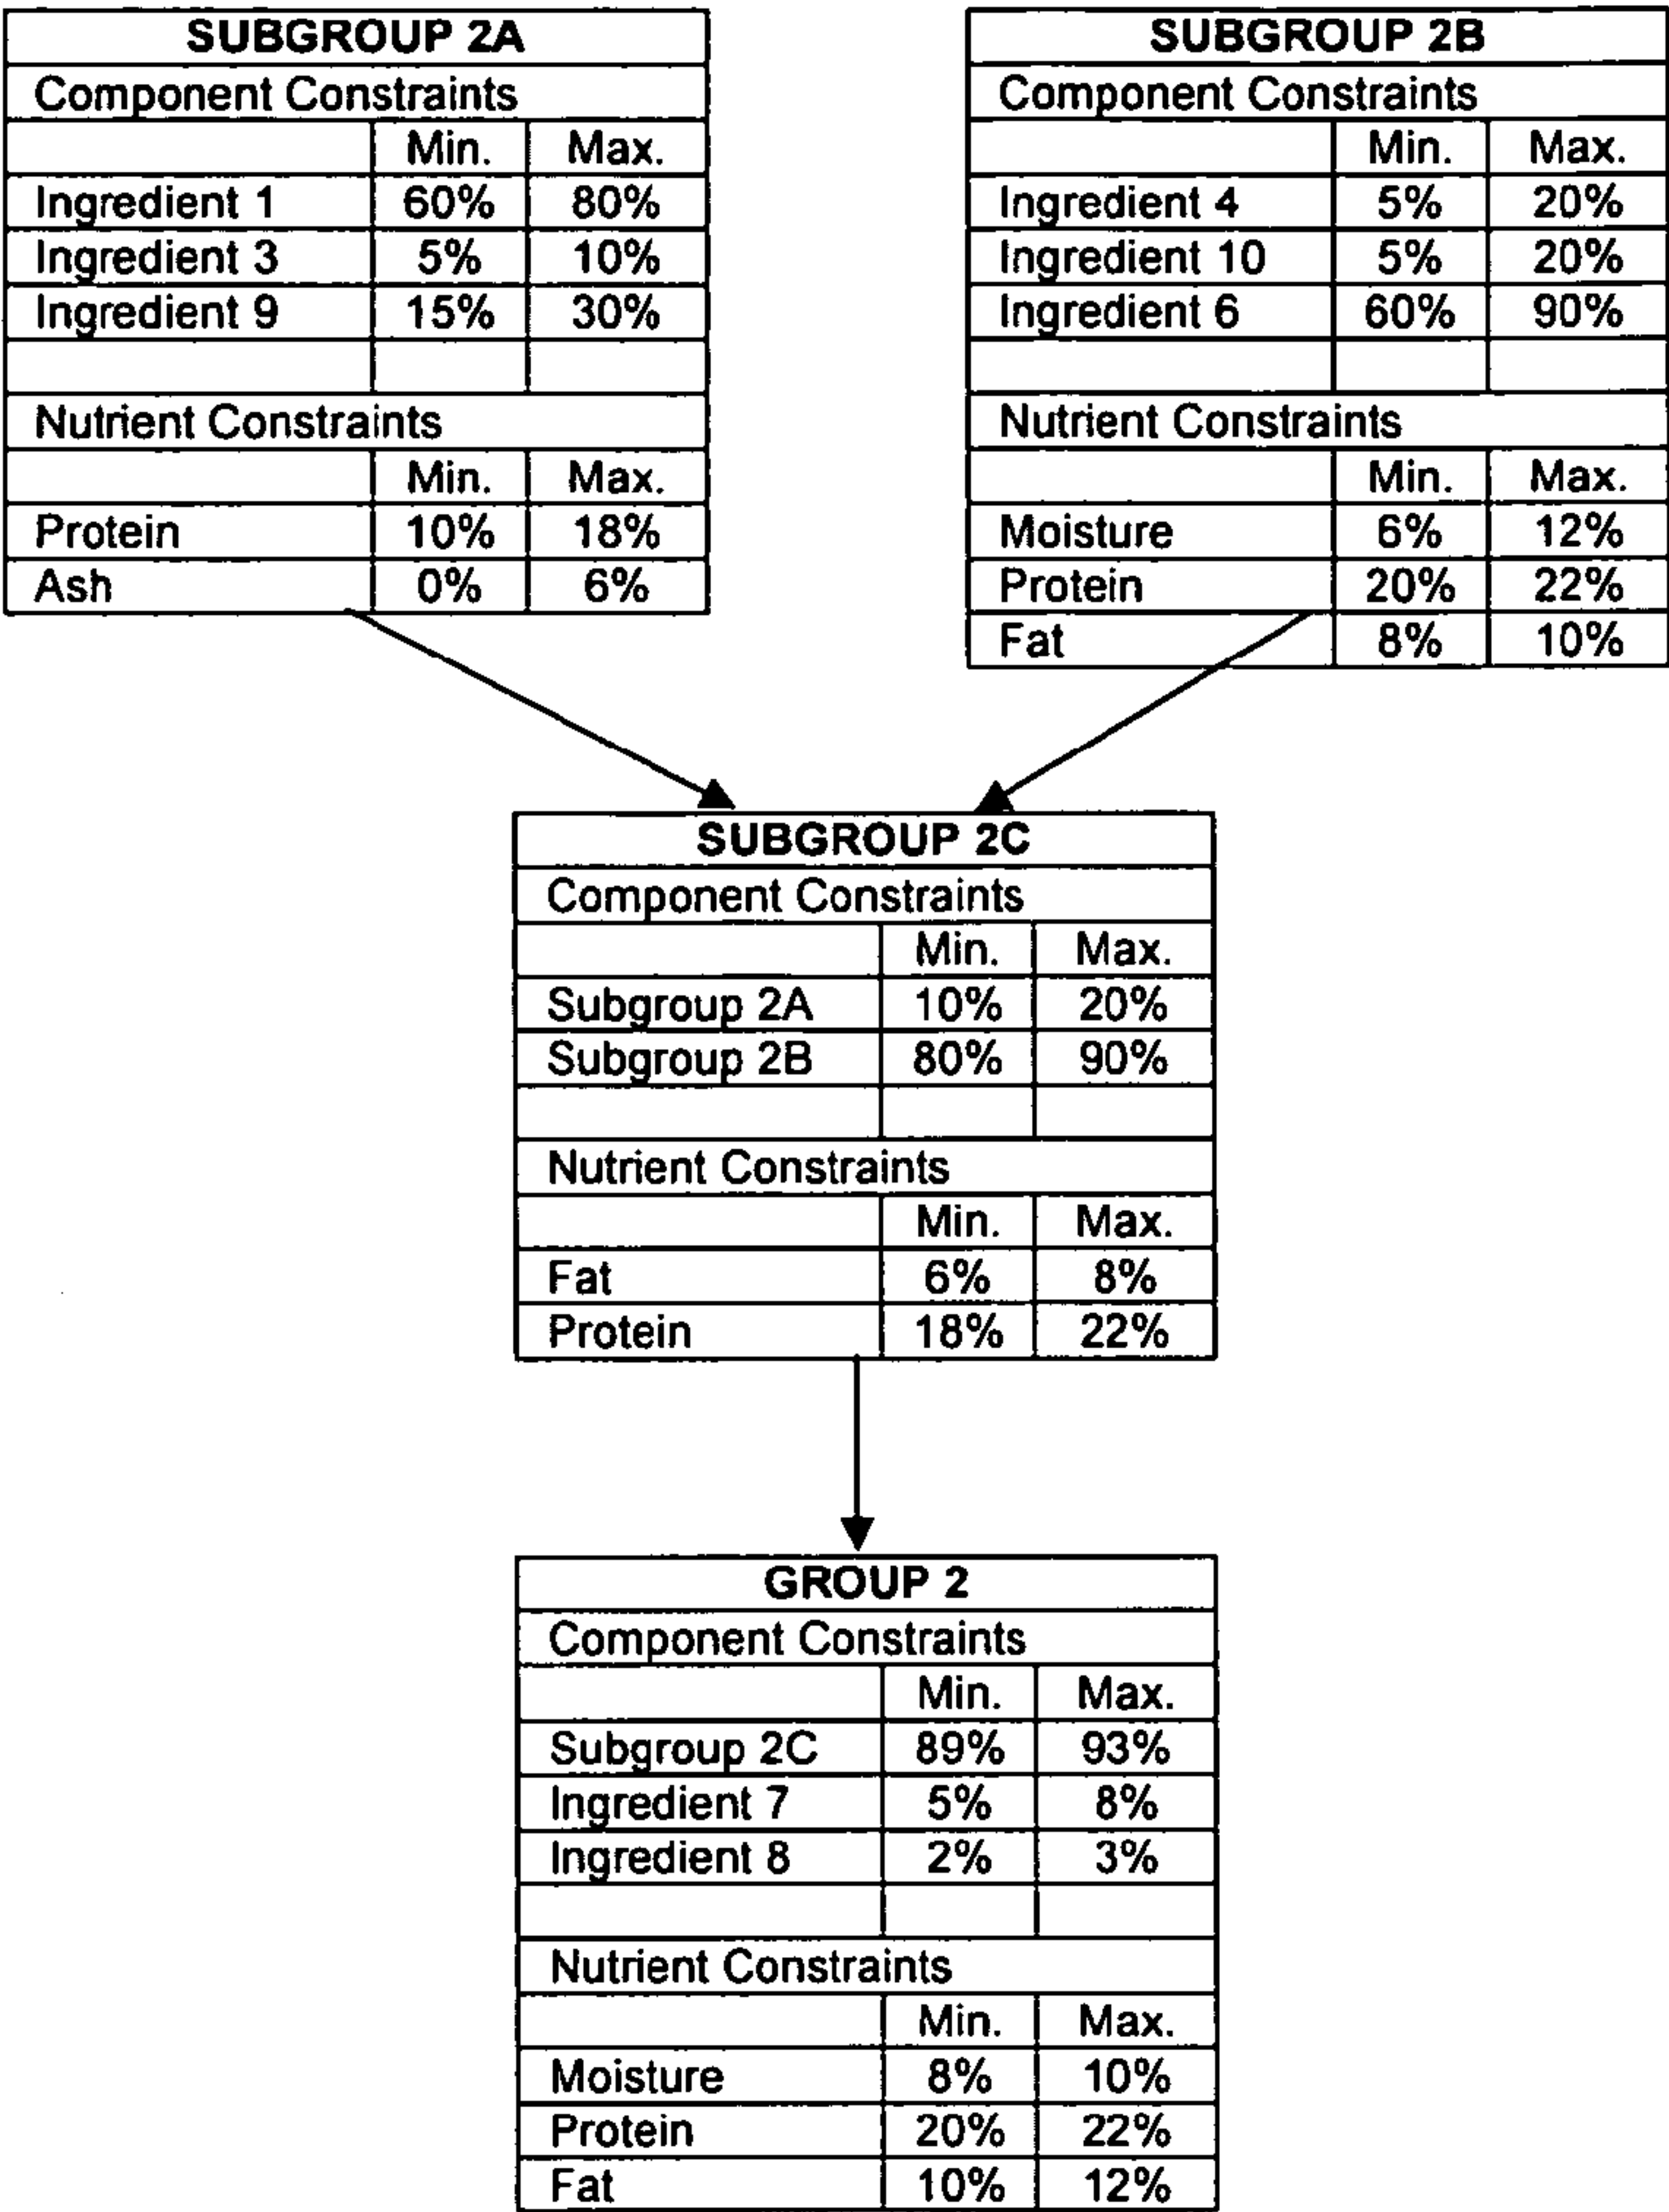 SUBGROUP 2A
Component Constraints
Min. Max.
Ingredient 1 60% 80%
Ingredient 3 5% 10%
Ingredient 9 15% 30%
Nutrient Constraints
Min. Max.
Protein 10% 18%
Ash 0% 6%
SUBGROUP 2B
Component Constraints
Min. Max.
Ingredient 4 5% 20%
Ingredient 10 5% 20%
Ingredient 6 60% 90%
Nutrient Constraints
Min. Max.
Moisture 6% 12%
Protein 20% 22%
Fat 8% 10%
SUBGROUP 2C
Component Constraints
Min. Max.
Subgroup 2A 10% 20%
Subgroup 2B 80% 90%
Nutrient Constraints
Min. Max.
Fat 6% 8%
Protein 18% 22%
GROUP 2
Component Constraints
Min. Max.
Subgroup 2C 89% 93%
Ingredient 7 5% 8%
Ingredient 8 2% 3%
Nutrient Constraints
Min. Max.
Moisture 8% 10%
Protein 20% 22%
Fat 10% 12%